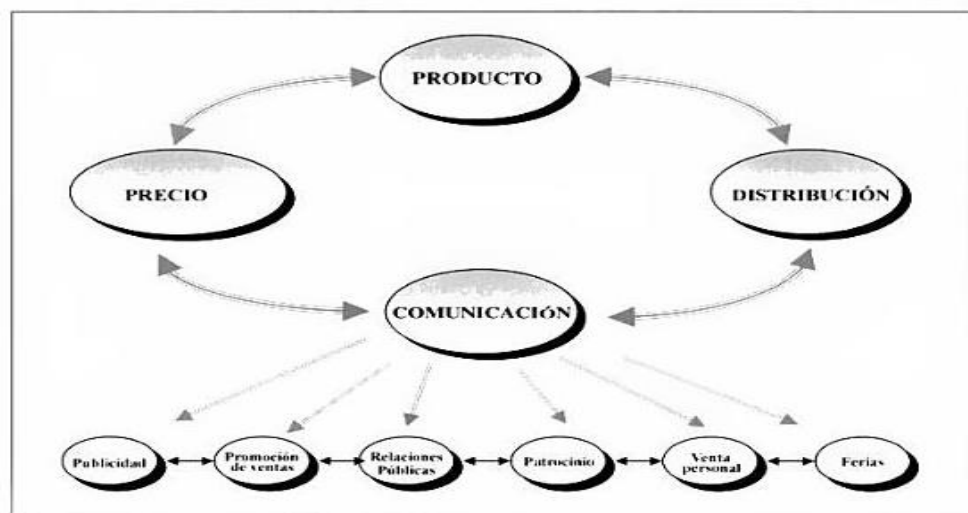 PRODUCTO
PRECIO
DISTRIBUCIÓN
COMUNICACIÓN
Publicidad
Promoción
de ventas
Relaciones
Públicas
Patrocinio
Venta
personal
Ferias